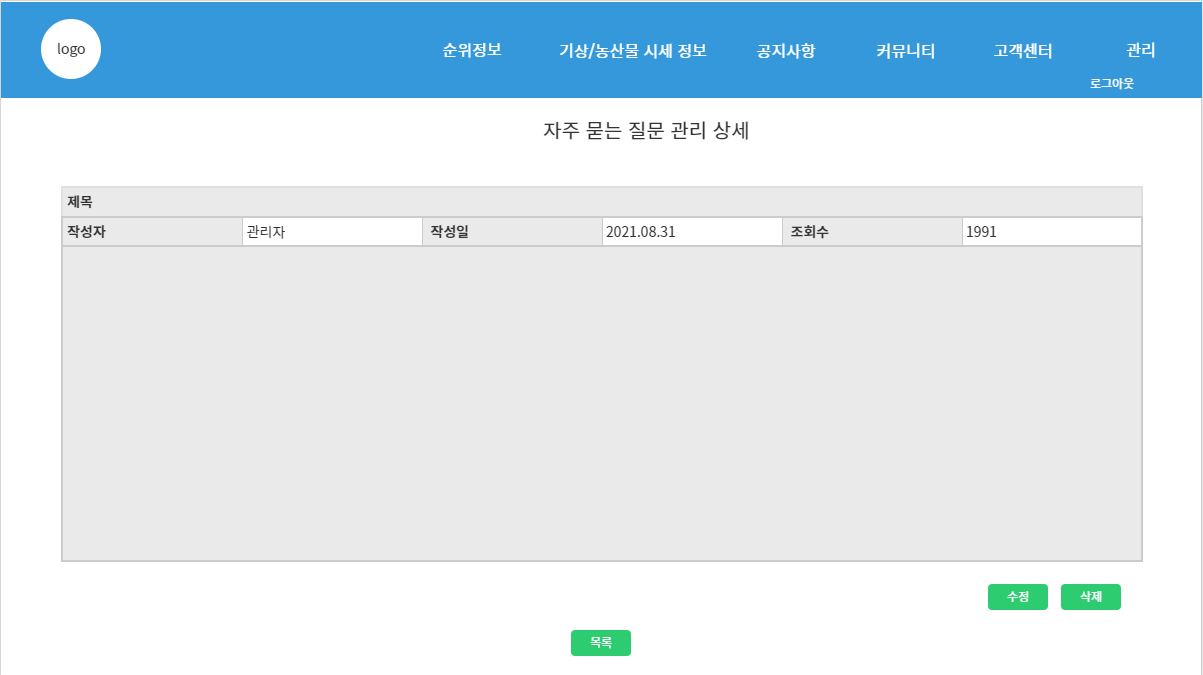 logo
순위정보 기상/농산물 시세 정보 공지사항 커뮤니티 고객센터 관리
로그아웃
자주 묻는 질문 관리 상세
제목
작성자 관리자 작성일 2021.08.31 조회수 1991
수정 삭제
목록